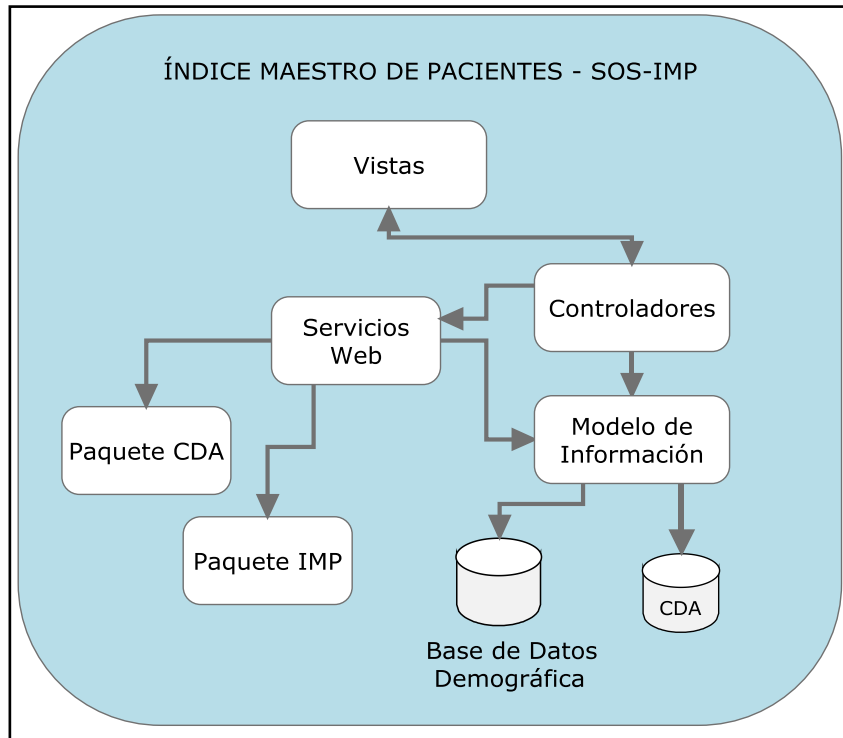 ÍNDICE MAESTRO DE PACIENTES - SOS-IMP
Vistas
Controladores
Servicios
Web
Modelo de
Información
Paquete CDA
Paquete IMP
CDA
Base de Datos
Demográfica